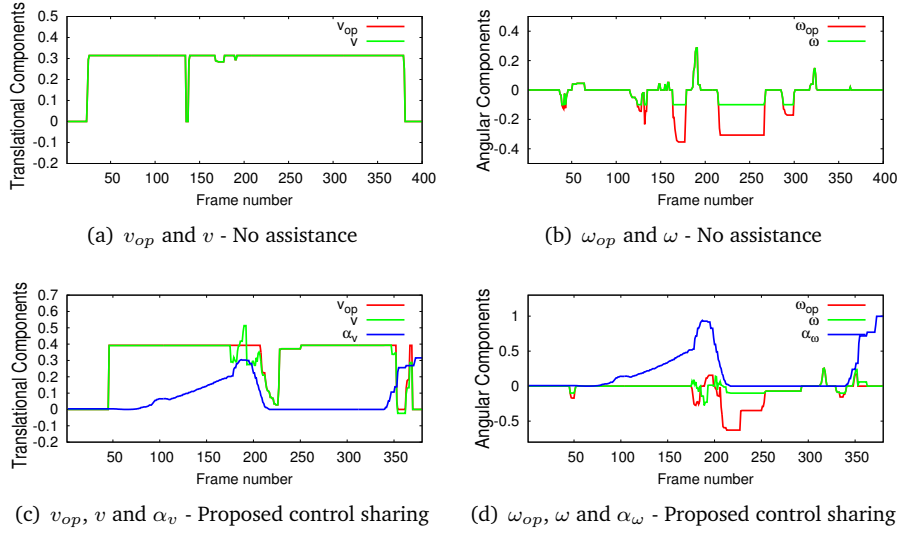 0.5
0.4
0.3
0.2
0.1
0
-0.1
-0.2
Translational Components
50 100 150 200 250 300 350 400
Frame number
v_op
v
(a) v_op and v - No assistance
0.4
0.2
0
-0.2
-0.4
Angular Components
50 100 150 200 250 300 350 400
Frame number
ω_op
ω
(b) ω_op and ω - No assistance
0.7
0.6
0.5
0.4
0.3
0.2
0.1
0
-0.1
-0.2
Translational Components
50 100 150 200 250 300 350
Frame number
v_op
v
α_v
(c) v_op, v and α_v - Proposed control sharing
1
0.5
0
-0.5
Angular Components
50 100 150 200 250 300 350
Frame number
ω_op
ω
α_ω
(d) ω_op, ω and α_ω - Proposed control sharing